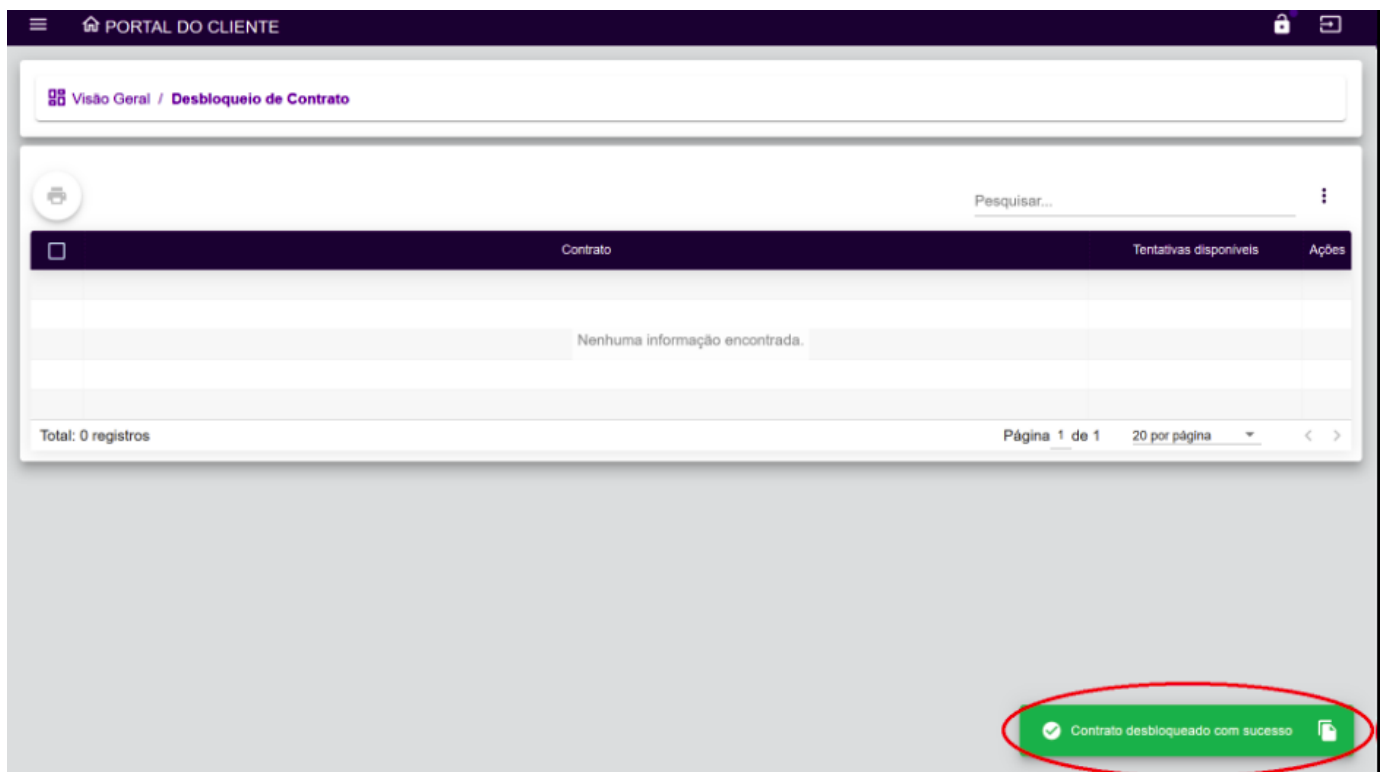 PORTAL DO CLIENTE
Visão Geral / Desbloqueio de Contrato
Pesquisar...
Contrato Tentativas disponíveis Ações
Nenhuma informação encontrada.
Total: 0 registros Página 1 de 1 20 por página
Contrato desbloqueado com sucesso